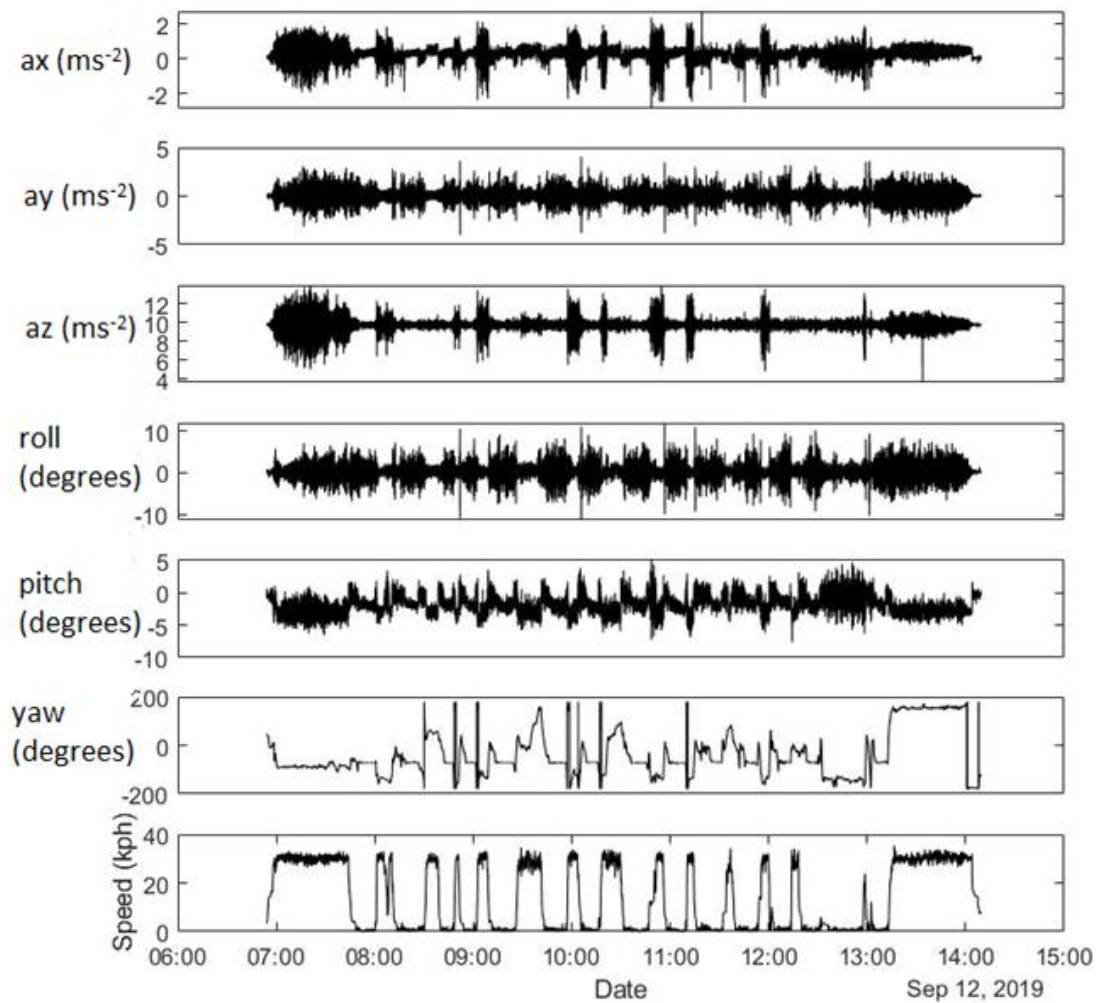 2
ax (ms-2)
0
-2
5
ay (ms-2)
0
-5
12
az (ms-2)
10
8
6
4
10
roll
(degrees)
0
-10
5
pitch
(degrees)
0
-5
-10
200
yaw
(degrees)
0
-200
Speed (kph)
40
20
0
06:00 07:00 08:00 09:00 10:00 11:00 12:00 13:00 14:00 15:00
Date
Sep 12, 2019